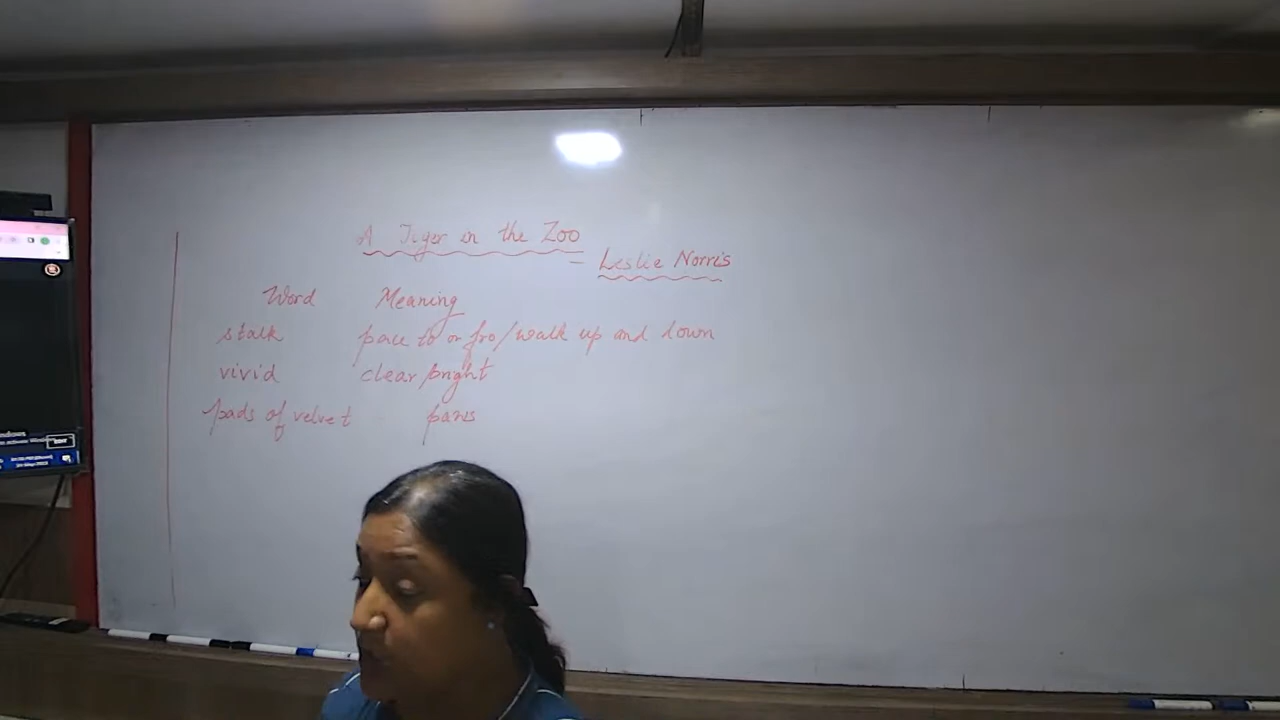 A Tiger in the Zoo
- Leslie Norris
Word Meaning
stalk pace to or fro/walk up and down
vivid clear/bright
pads of velvet paws